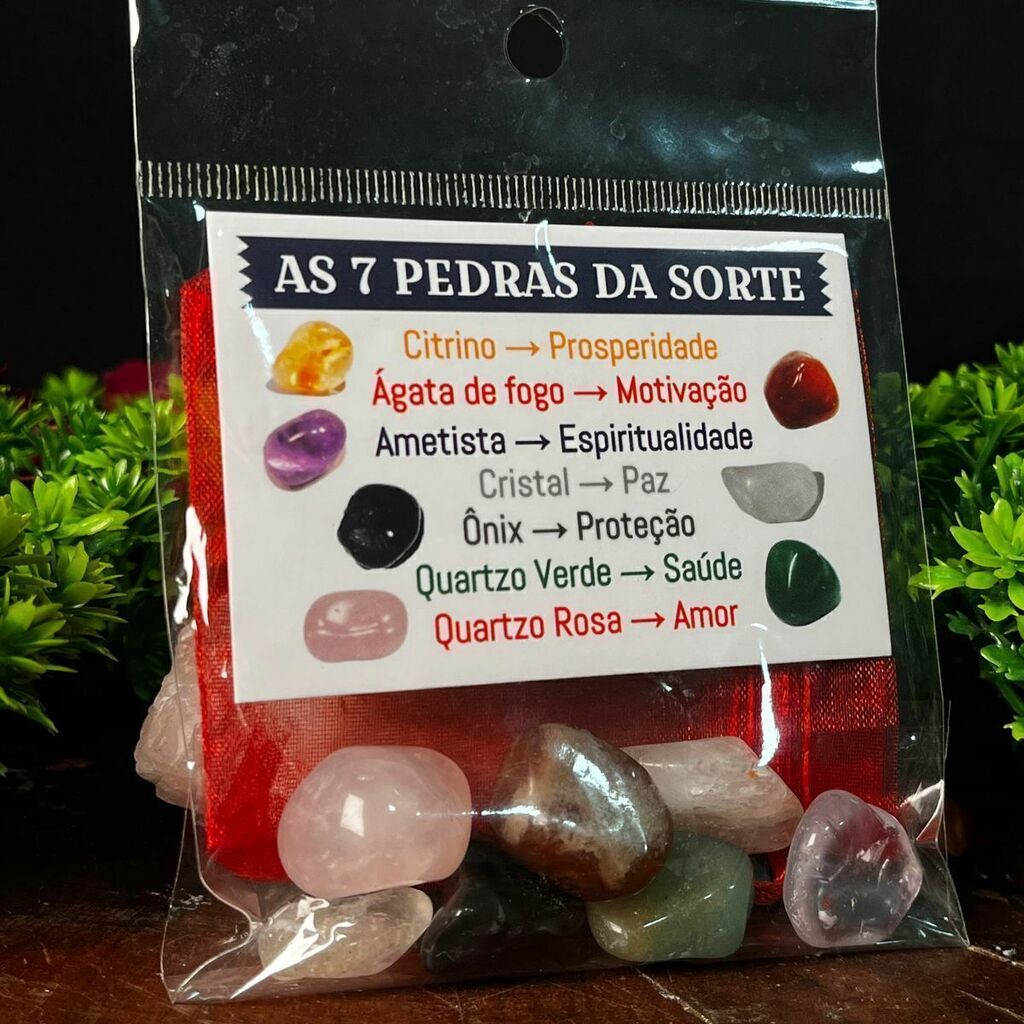 AS 7 PEDRAS DA SORTE
Citrino → Prosperidade
Ágata de fogo → Motivação
Ametista → Espiritualidade
Cristal → Paz
Ônix → Proteção
Quartzo Verde → Saúde
Quartzo Rosa → Amor